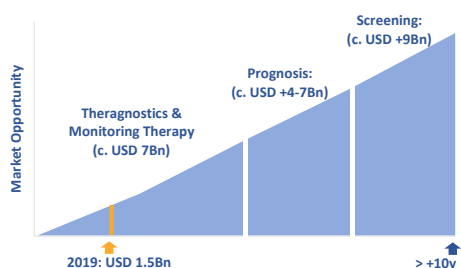 Screening:
(c. USD +9Bn)
Prognosis:
(c. USD +4-7Bn)
Theragnostics &
Monitoring Therapy
(c. USD 7Bn)
Market Opportunity
2019: USD 1.5Bn
> +10y